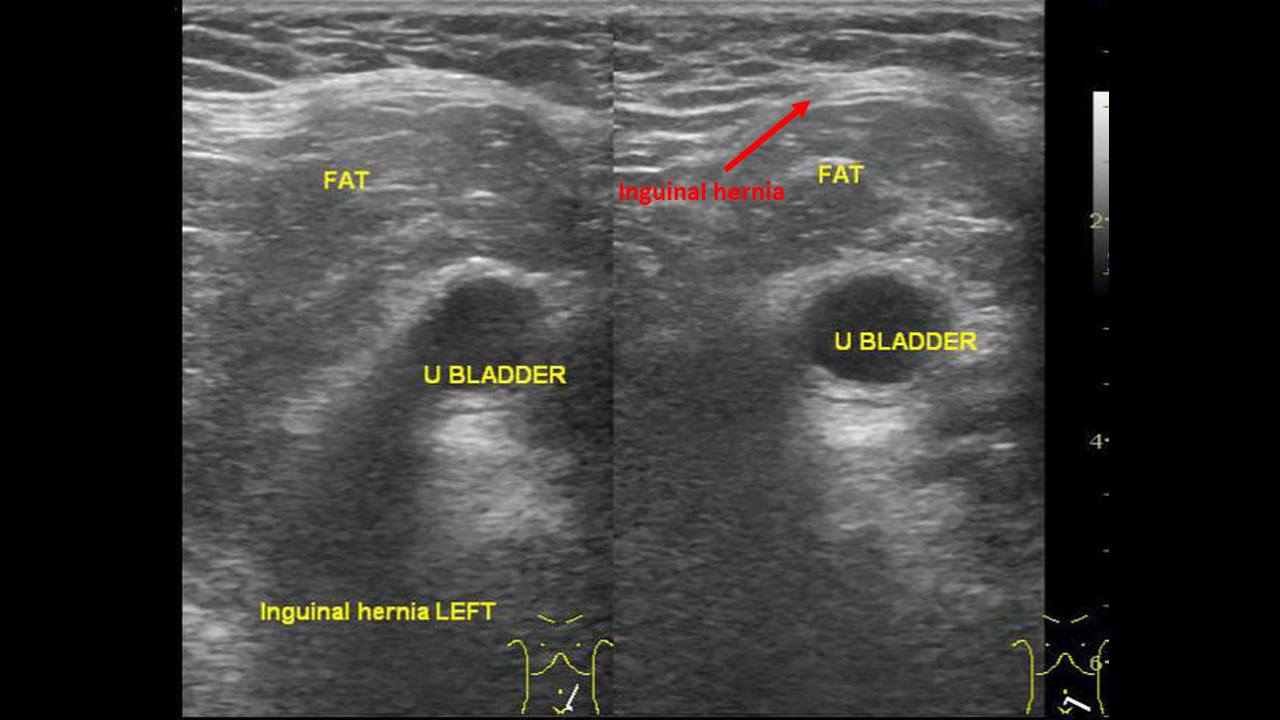 FAT
FAT
Inguinal hernia
2
U BLADDER
U BLADDER
4
Inguinal hernia LEFT
6